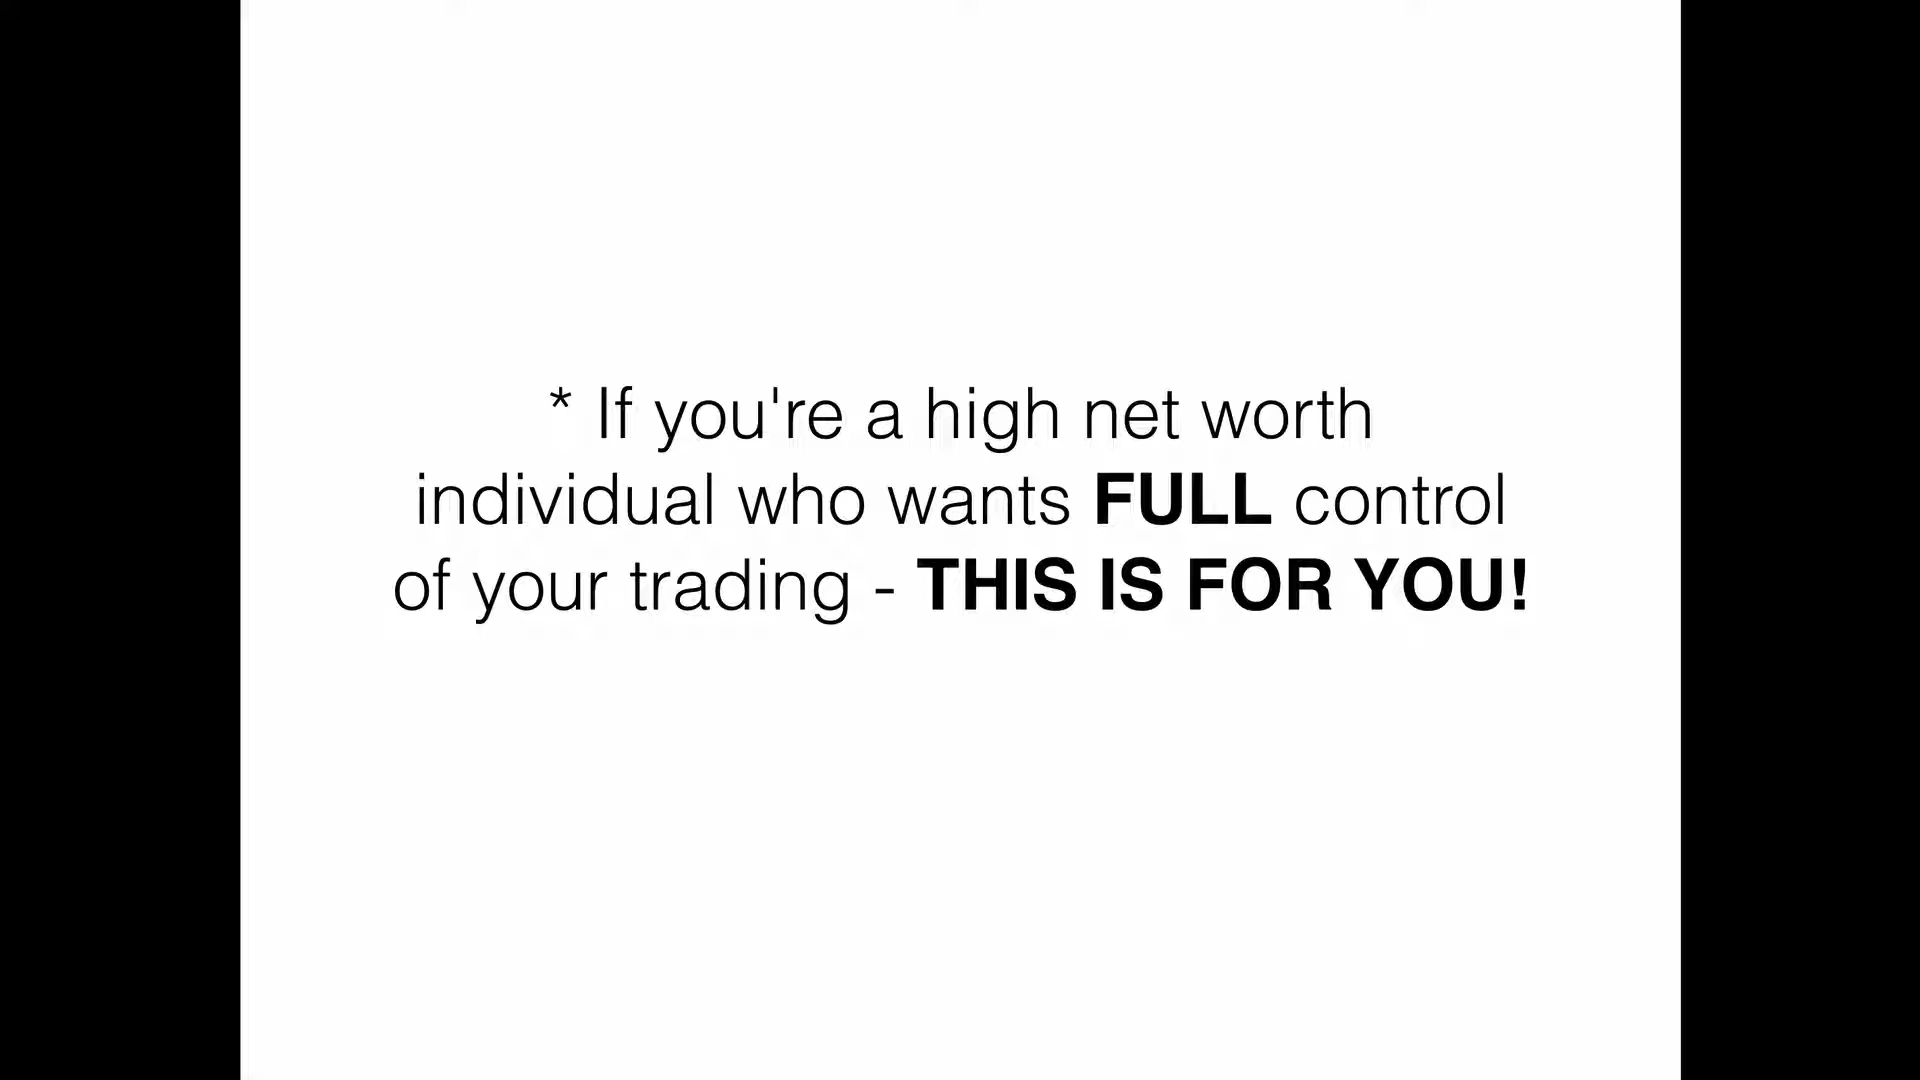 * If you're a high net worth
individual who wants FULL control
of your trading - THIS IS FOR YOU!